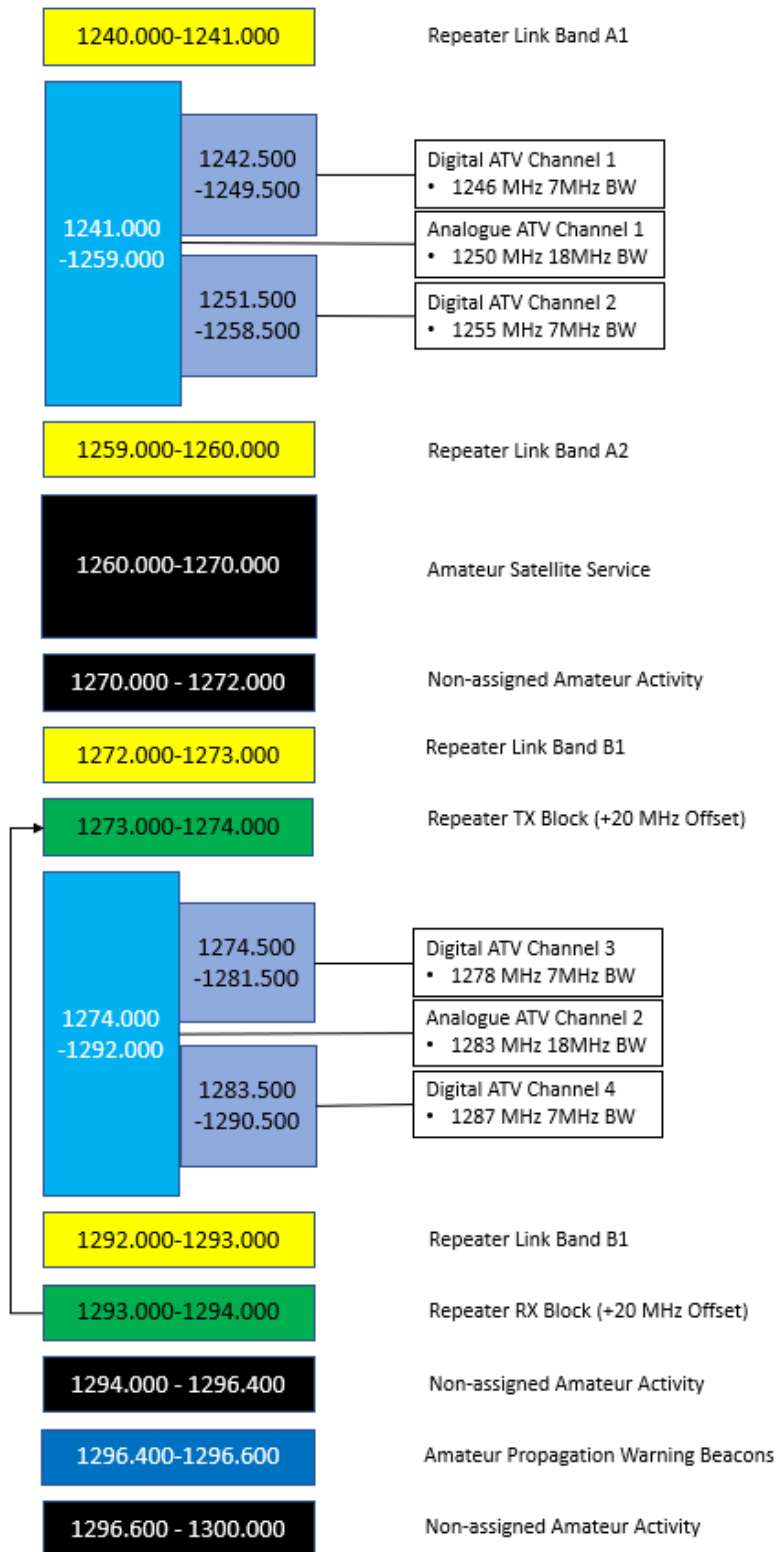 1240.000-1241.000
Repeater Link Band A1
1241.000
-1259.000
1242.500
-1249.500
Digital ATV Channel 1
• 1246 MHz 7MHz BW
Analogue ATV Channel 1
• 1250 MHz 18MHz BW
1251.500
-1258.500
Digital ATV Channel 2
• 1255 MHz 7MHz BW
1259.000-1260.000
Repeater Link Band A2
1260.000-1270.000
Amateur Satellite Service
1270.000 - 1272.000
Non-assigned Amateur Activity
1272.000-1273.000
Repeater Link Band B1
1273.000-1274.000
Repeater TX Block (+20 MHz Offset)
1274.000
-1292.000
1274.500
-1281.500
Digital ATV Channel 3
• 1278 MHz 7MHz BW
Analogue ATV Channel 2
• 1283 MHz 18MHz BW
1283.500
-1290.500
Digital ATV Channel 4
• 1287 MHz 7MHz BW
1292.000-1293.000
Repeater Link Band B1
1293.000-1294.000
Repeater RX Block (+20 MHz Offset)
1294.000 - 1296.400
Non-assigned Amateur Activity
1296.400-1296.600
Amateur Propagation Warning Beacons
1296.600 - 1300.000
Non-assigned Amateur Activity